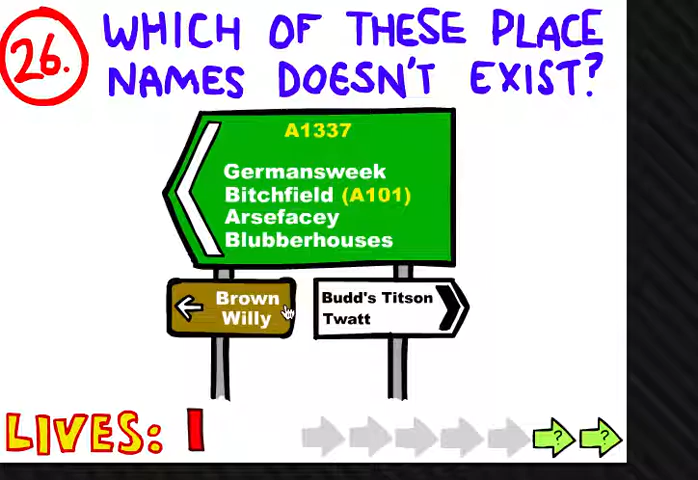 26.
WHICH OF THESE PLACE
NAMES DOESN'T EXIST?
A1337
Germansweek
Bitchfield (A101)
Arsefacey
Blubberhouses
Brown
Willy
Budd's Titson
Twatt
LIVES: 1
? ?